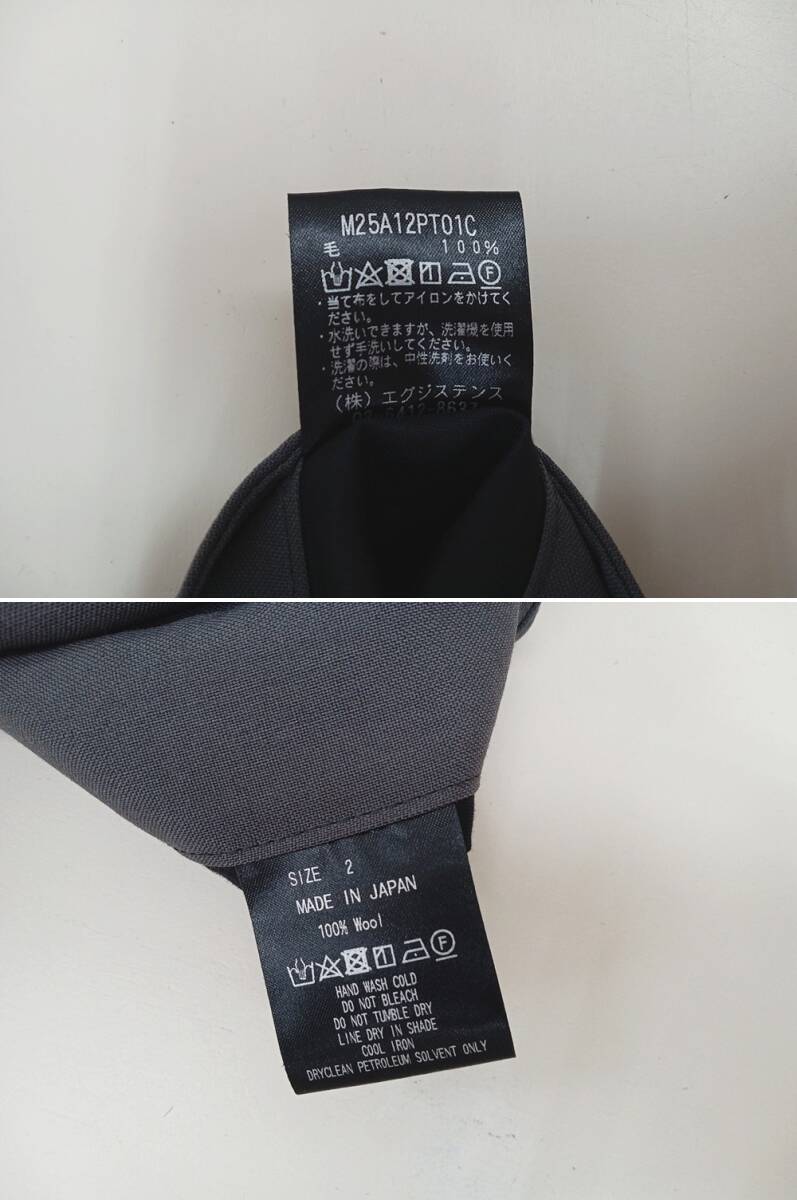 M25A12PT01C
毛 100%
・当て布をしてアイロンをかけてく
ださい。
・水洗いできますが、洗濯機を使用
せず手洗いしてください。
・洗濯の際は、中性洗剤をお使いく
ださい。
(株) エグジステンス
SIZE 2
MADE IN JAPAN
100% Wool
HAND WASH COLD
DO NOT BLEACH
DO NOT TUMBLE DRY
LINE DRY IN SHADE
COOL IRON
DRYCLEAN PETROLEUM SOLVENT ONLY